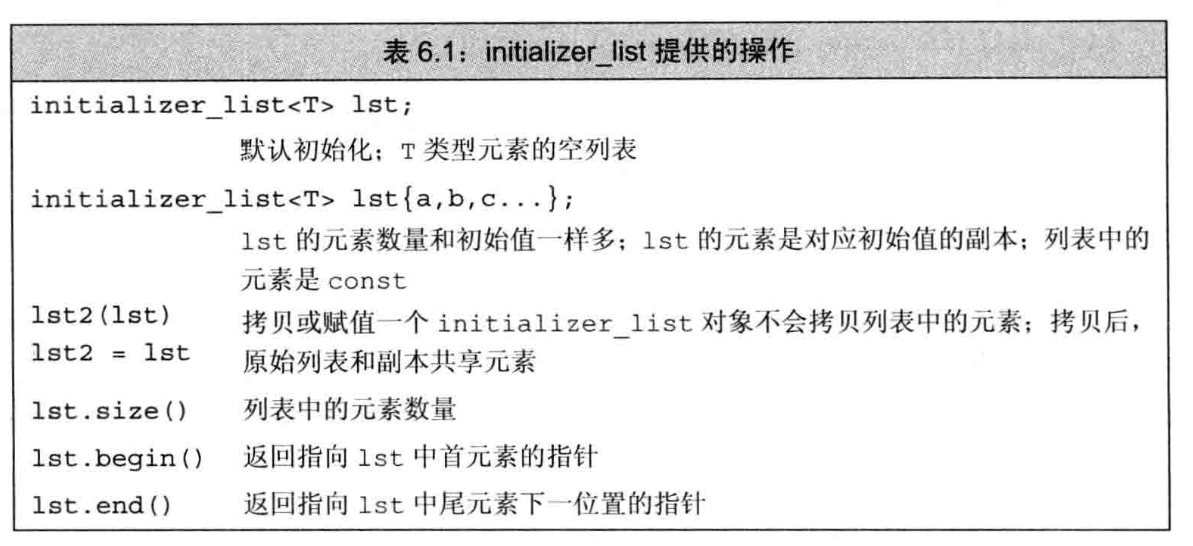 表 6.1：initializer_list 提供的操作
initializer_list<T> lst;
默认初始化；T 类型元素的空列表
initializer_list<T> lst{a,b,c...};
lst 的元素数量和初始值一样多；lst 的元素是对应初始值的副本；列表中的
元素是 const
lst2(lst)
lst2 = lst
拷贝或赋值一个 initializer_list 对象不会拷贝列表中的元素；拷贝后，
原始列表和副本共享元素
lst.size() 列表中的元素数量
lst.begin() 返回指向 lst 中首元素的指针
lst.end() 返回指向 lst 中尾元素下一位置的指针